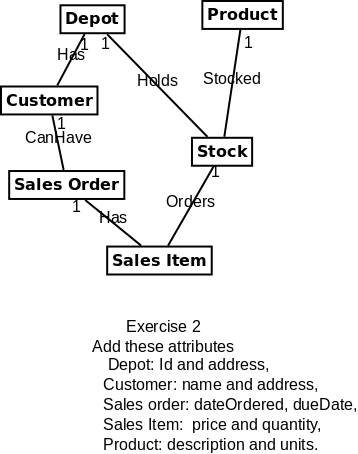 Depot
Product
1
1
1
Has
Holds
Stocked
Customer
1
CanHave
Stock
1
Sales Order
1
Orders
Has
Sales Item
Exercise 2
Add these attributes
Depot: Id and address,
Customer: name and address,
Sales order: dateOrdered, dueDate,
Sales Item: price and quantity,
Product: description and units.